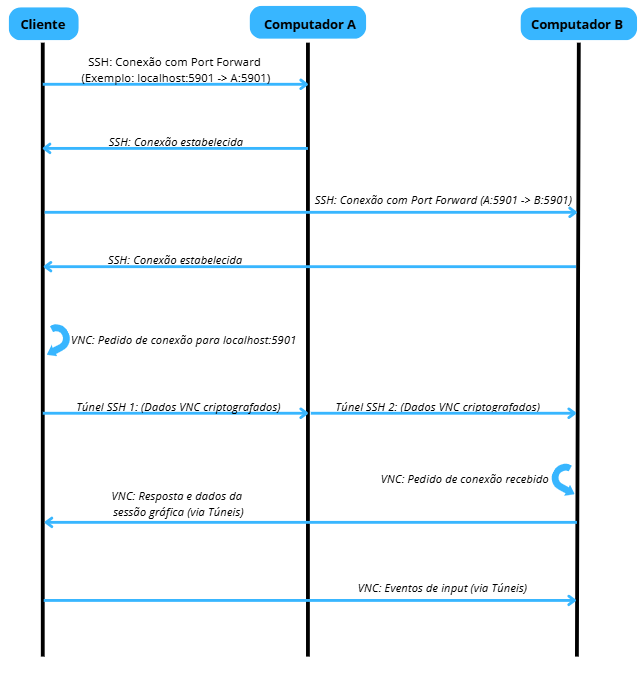 Cliente
Computador A
Computador B
SSH: Conexão com Port Forward
(Exemplo: localhost:5901 -> A:5901)
SSH: Conexão estabelecida
SSH: Conexão com Port Forward (A:5901 -> B:5901)
SSH: Conexão estabelecida
VNC: Pedido de conexão para localhost:5901
Túnel SSH 1: (Dados VNC criptografados)
Túnel SSH 2: (Dados VNC criptografados)
VNC: Pedido de conexão recebido
VNC: Resposta e dados da
sessão gráfica (via Túneis)
VNC: Eventos de input (via Túneis)